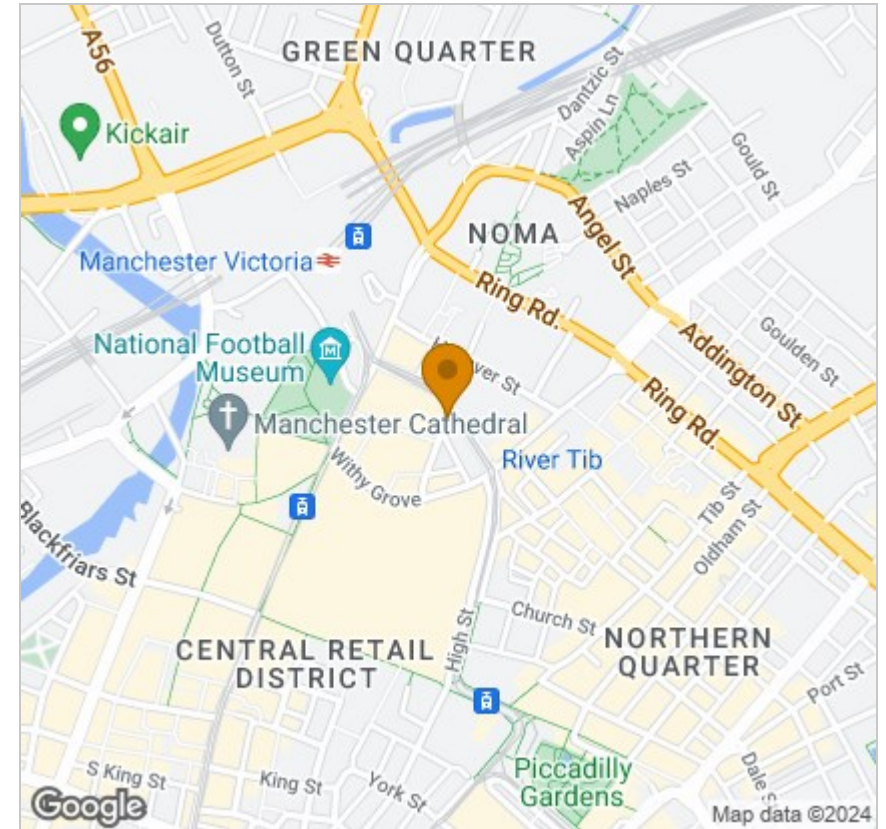 A56
Dutton St
GREEN QUARTER
Dantzic St
Aspin Ln
Kickair
Gould St
Naples St
NOMA
Angel St
Manchester Victoria
Ring Rd.
National Football
Museum
Addington St
Goulden St
Manchester Cathedral
Ring Rd.
Withy Grove
River Tib
Tib St
Oldham St
Blackfriars St
Church St
High St
NORTHERN
QUARTER
CENTRAL RETAIL
DISTRICT
Port St
Piccadilly
Gardens
S King St
King St
York St
Google
Map data ©2024